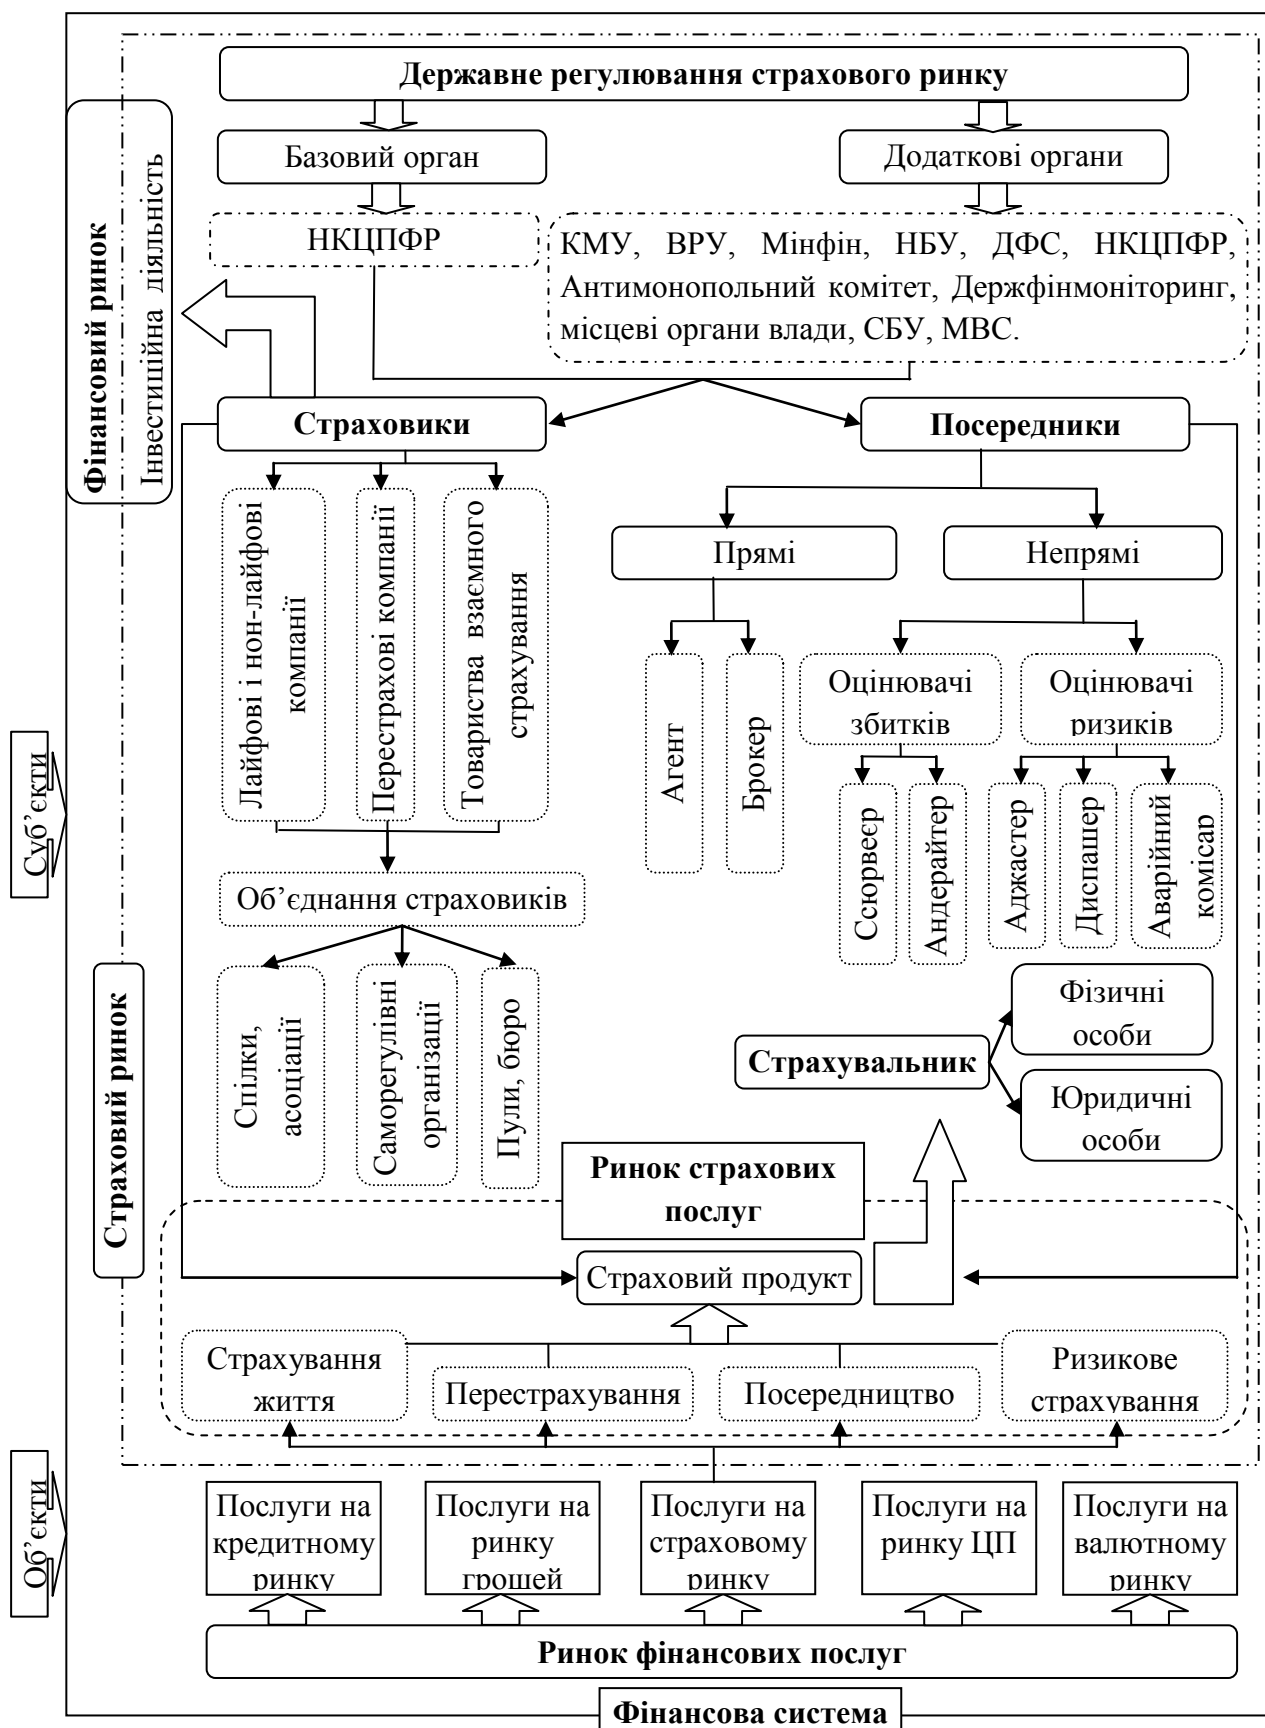 Державне регулювання страхового ринку
Базовий орган
Додаткові органи
НКЦПФР
КМУ, ВРУ, Мінфін, НБУ, ДФС, НКЦПФР,
Антимонопольний комітет, Держфінмоніторинг,
місцеві органи влади, СБУ, МВС.
Фінансовий ринок
Інвестиційна діяльність
Страховики
Посередники
Лайфові і нон-лайфові
компанії
Перестрахові компанії
Товариства взаємного
страхування
Прямі
Непрямі
Агент
Брокер
Оцінювачі
збитків
Оцінювачі
ризиків
Ссюрвеєр
Андерайтер
Аджастер
Диспашер
Аварійний
комісар
Суб’єкти
Об’єднання страховиків
Спілки,
асоціації
Саморегулівні
організації
Пули, бюро
Страховий ринок
Страхувальник
Фізичні
особи
Юридичні
особи
Ринок страхових
послуг
Страховий продукт
Страхування
життя
Перестрахування
Посередництво
Ризикове
страхування
Об’єкти
Послуги на
кредитному
ринку
Послуги на
ринку
грошей
Послуги на
страховому
ринку
Послуги на
ринку ЦП
Послуги на
валютному
ринку
Ринок фінансових послуг
Фінансова система